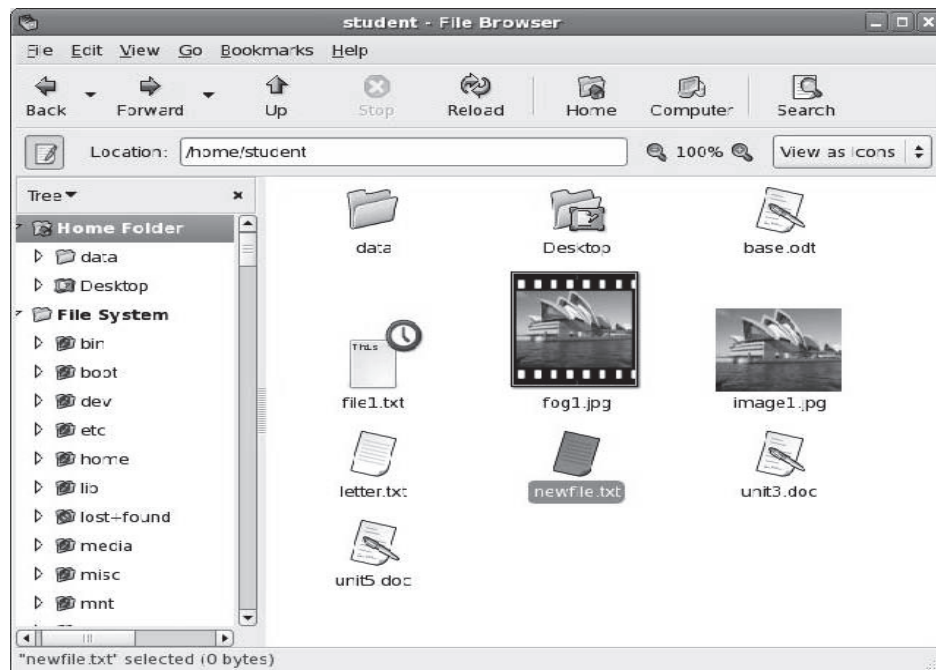 student - File Browser
File Edit View Go Bookmarks Help
Back Forward Up Stop Reload Home Computer Search
Location: /home/student 100% View as Icons
Tree
Home Folder
data
Desktop
File System
bin
boot
dev
etc
home
lib
lost+found
media
misc
mnt
data Desktop base.odt
This
file1.txt fog1.jpg image1.jpg
letter.txt newfile.txt unit3.doc
unit5 doc
"newfile.txt" selected (0 bytes)